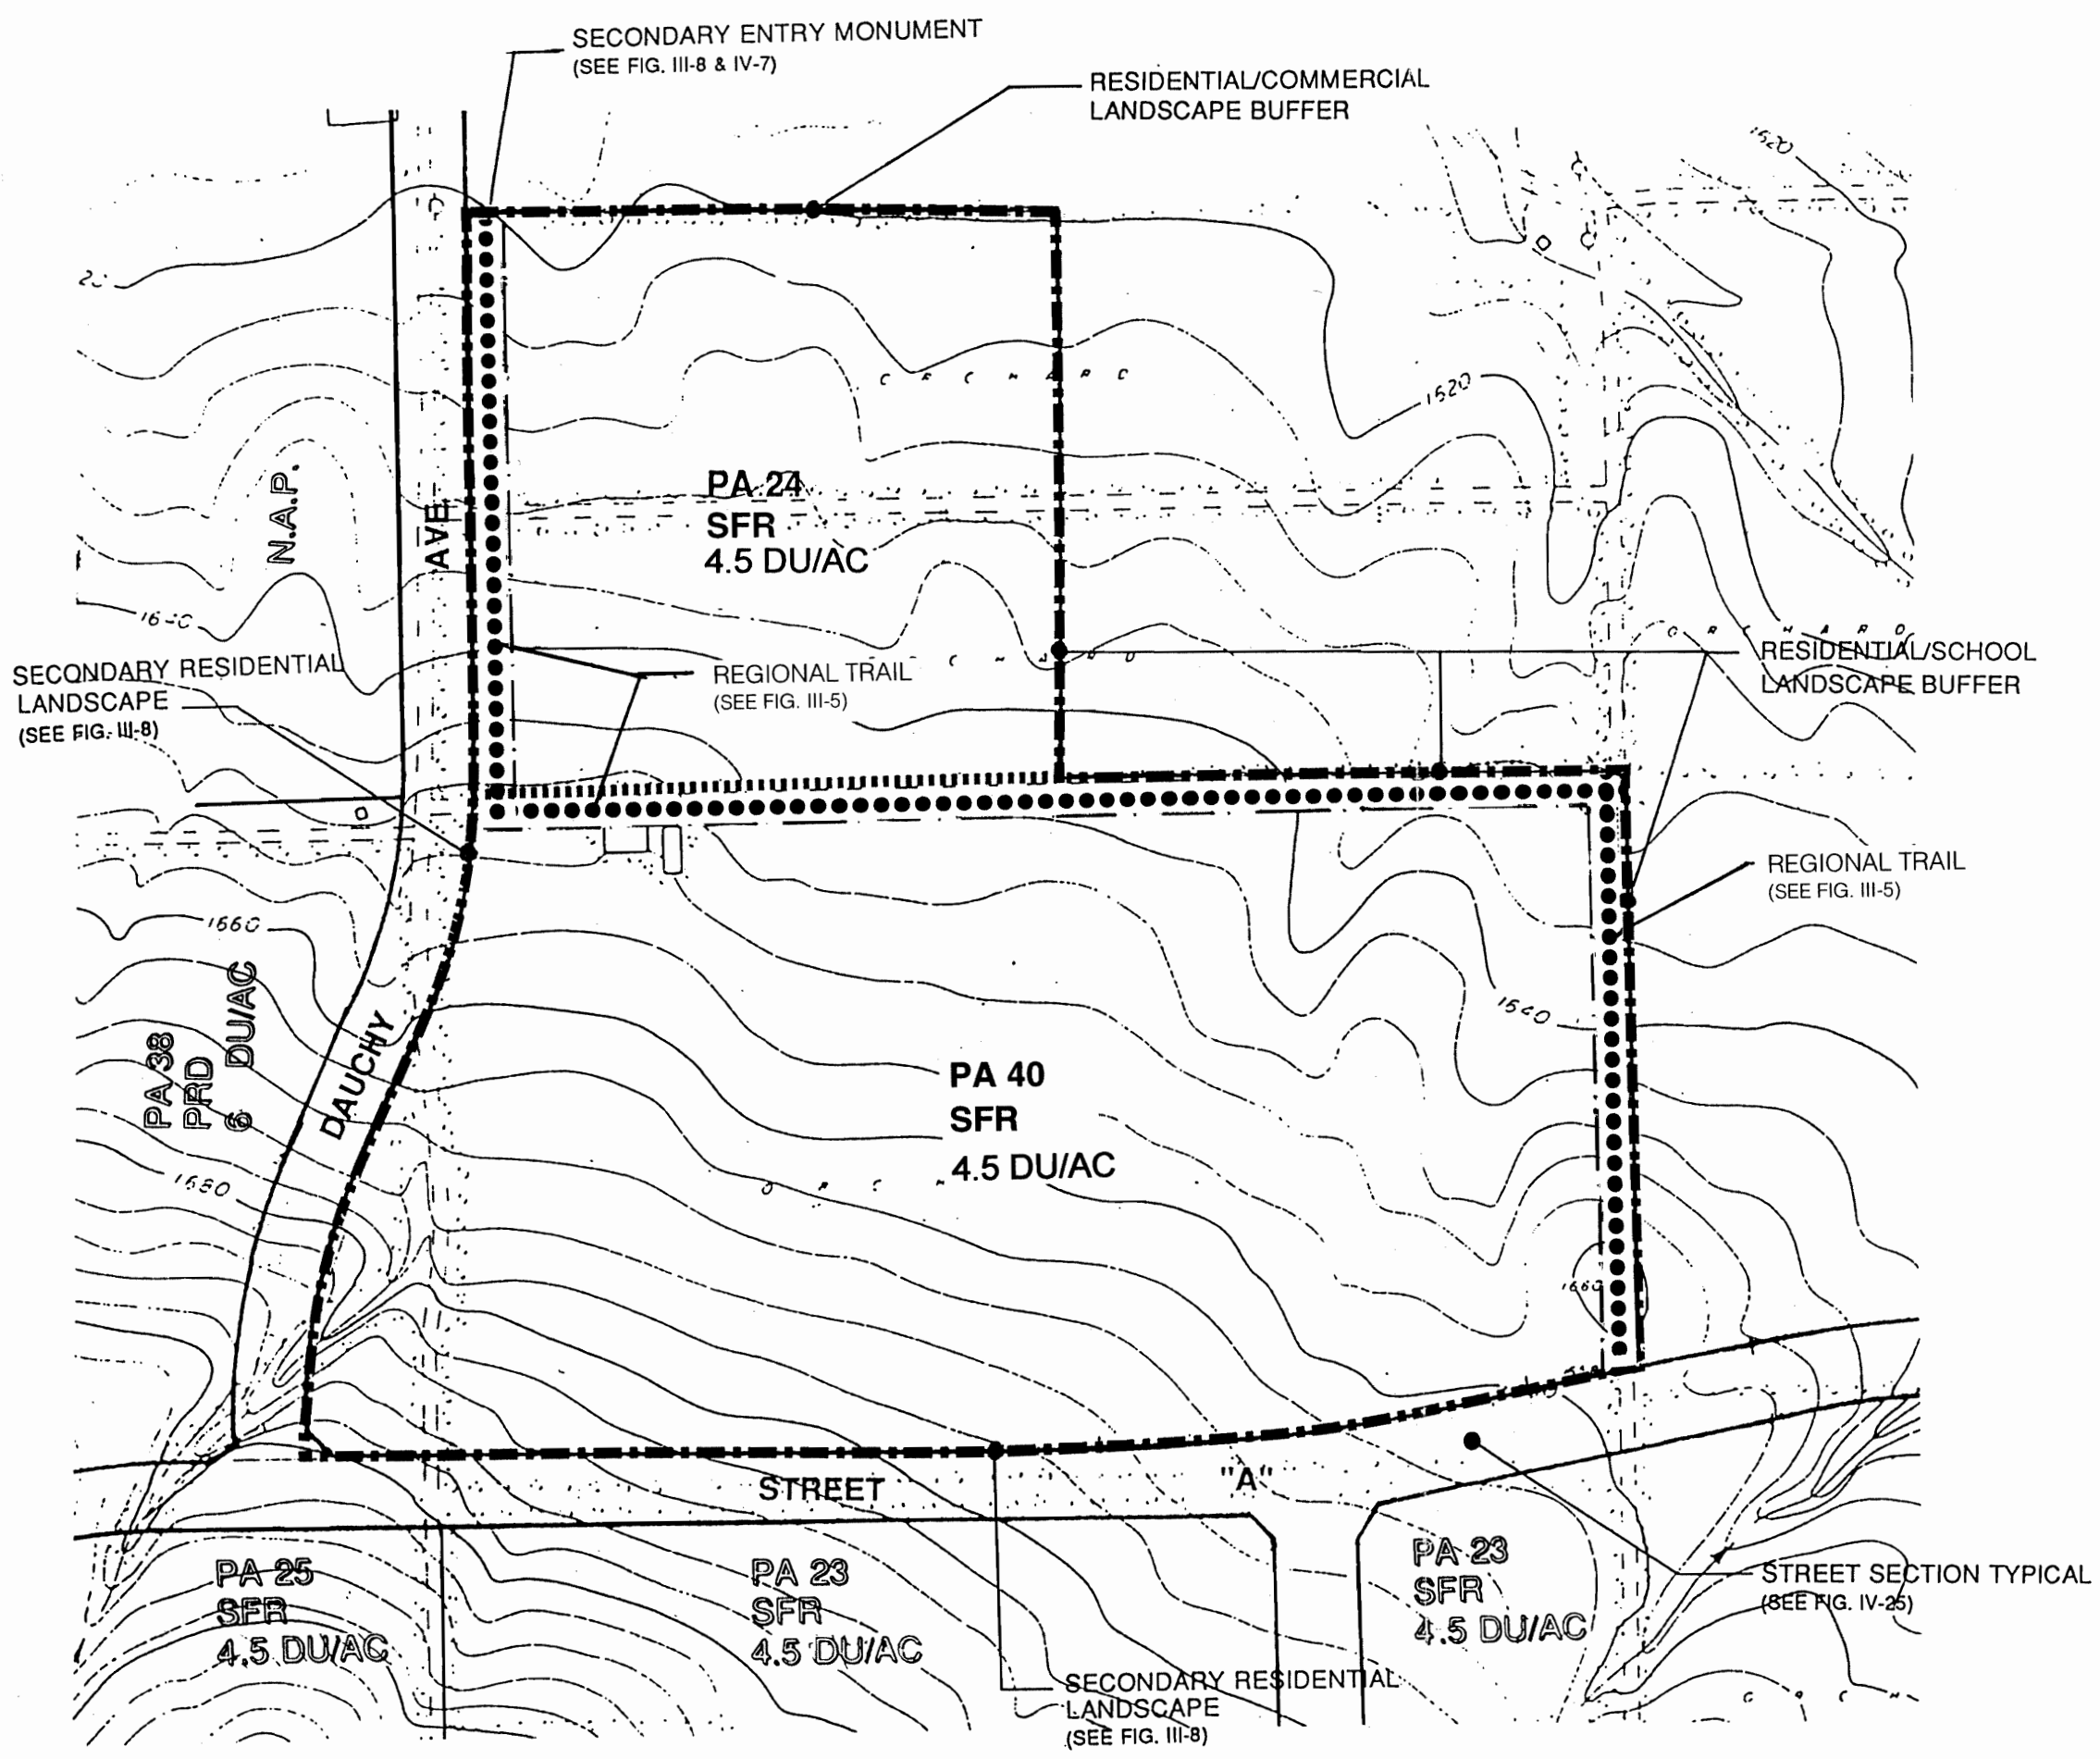 SECONDARY ENTRY MONUMENT
(SEE FIG. III-8 & IV-7)
RESIDENTIAL/COMMERCIAL
LANDSCAPE BUFFER
1620
1620
N.A.P.
AVE
PA 24
SFR
4.5 DU/AC
SECONDARY RESIDENTIAL
LANDSCAPE
(SEE FIG. III-8)
REGIONAL TRAIL
(SEE FIG. III-5)
ORCHARD
RESIDENTIAL/SCHOOL
LANDSCAPE BUFFER
REGIONAL TRAIL
(SEE FIG. III-5)
1660
PA 38
PRD
6 DU/AC
DAUCHY
1640
PA 40
SFR
4.5 DU/AC
1680
1660
STREET
"A"
PA 25
SFR
4.5 DU/AC
PA 23
SFR
4.5 DU/AC
PA 23
SFR
4.5 DU/AC
STREET SECTION TYPICAL
(SEE FIG. IV-25)
SECONDARY RESIDENTIAL
LANDSCAPE
(SEE FIG. III-8)